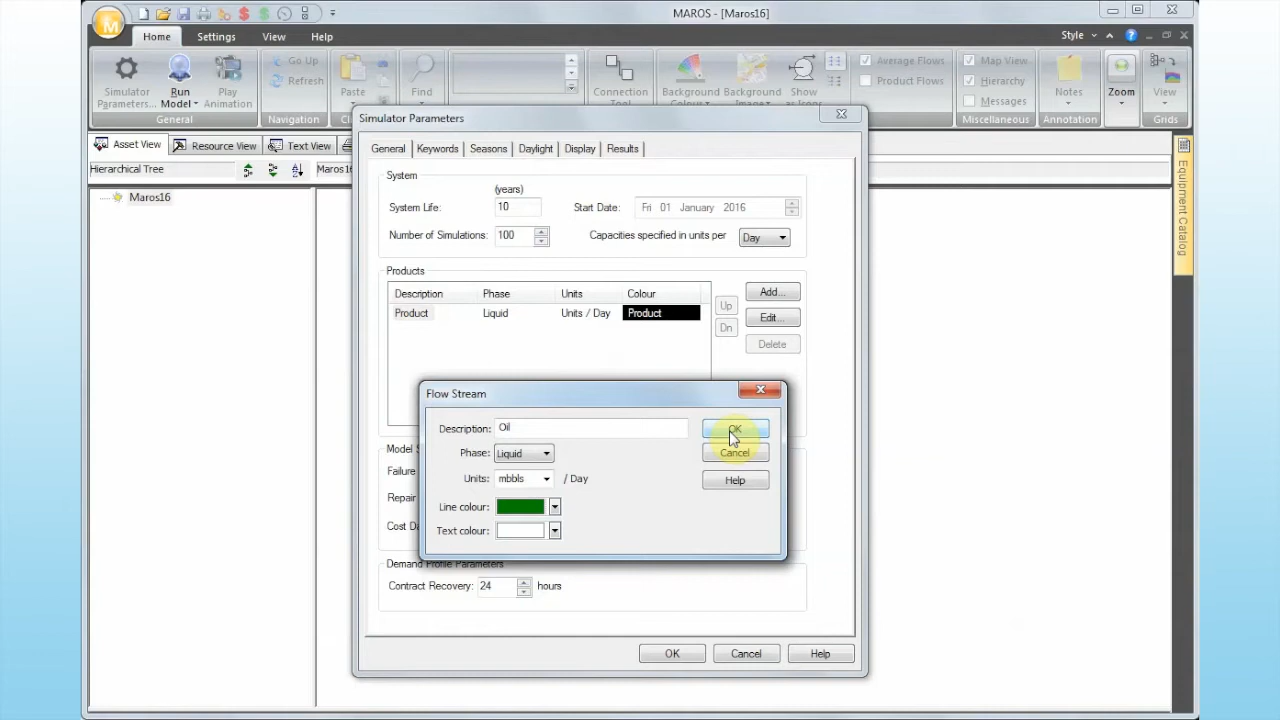 MAROS - [Maros16]
Home Settings View Help Style
Go Up
Refresh
Simulator Parameters...
Run Model
Play Animation
Paste
Find
Connection Tool
Background Colour
Background Image
Show as Icons
Average Flows
Product Flows
Map View
Hierarchy
Messages
Notes
Zoom
View
General Navigation Miscellaneous Annotation Grids
Asset View Resource View Text View
Hierarchical Tree
Maros16
Equipment Catalog
Simulator Parameters
General Keywords Seasons Daylight Display Results
System
(years)
System Life: 10 Start Date: Fri 01 January 2016
Number of Simulations: 100 Capacities specified in units per Day
Products
Description Phase Units Colour
Product Liquid Units / Day Product
Add...
Up
Edit...
Dn
Delete
Flow Stream
Description: Oil OK
Phase: Liquid Cancel
Units: mbbls / Day Help
Line colour:
Text colour:
Failure
Repair
Demand Profile Parameters
Contract Recovery: 24 hours
OK Cancel Help